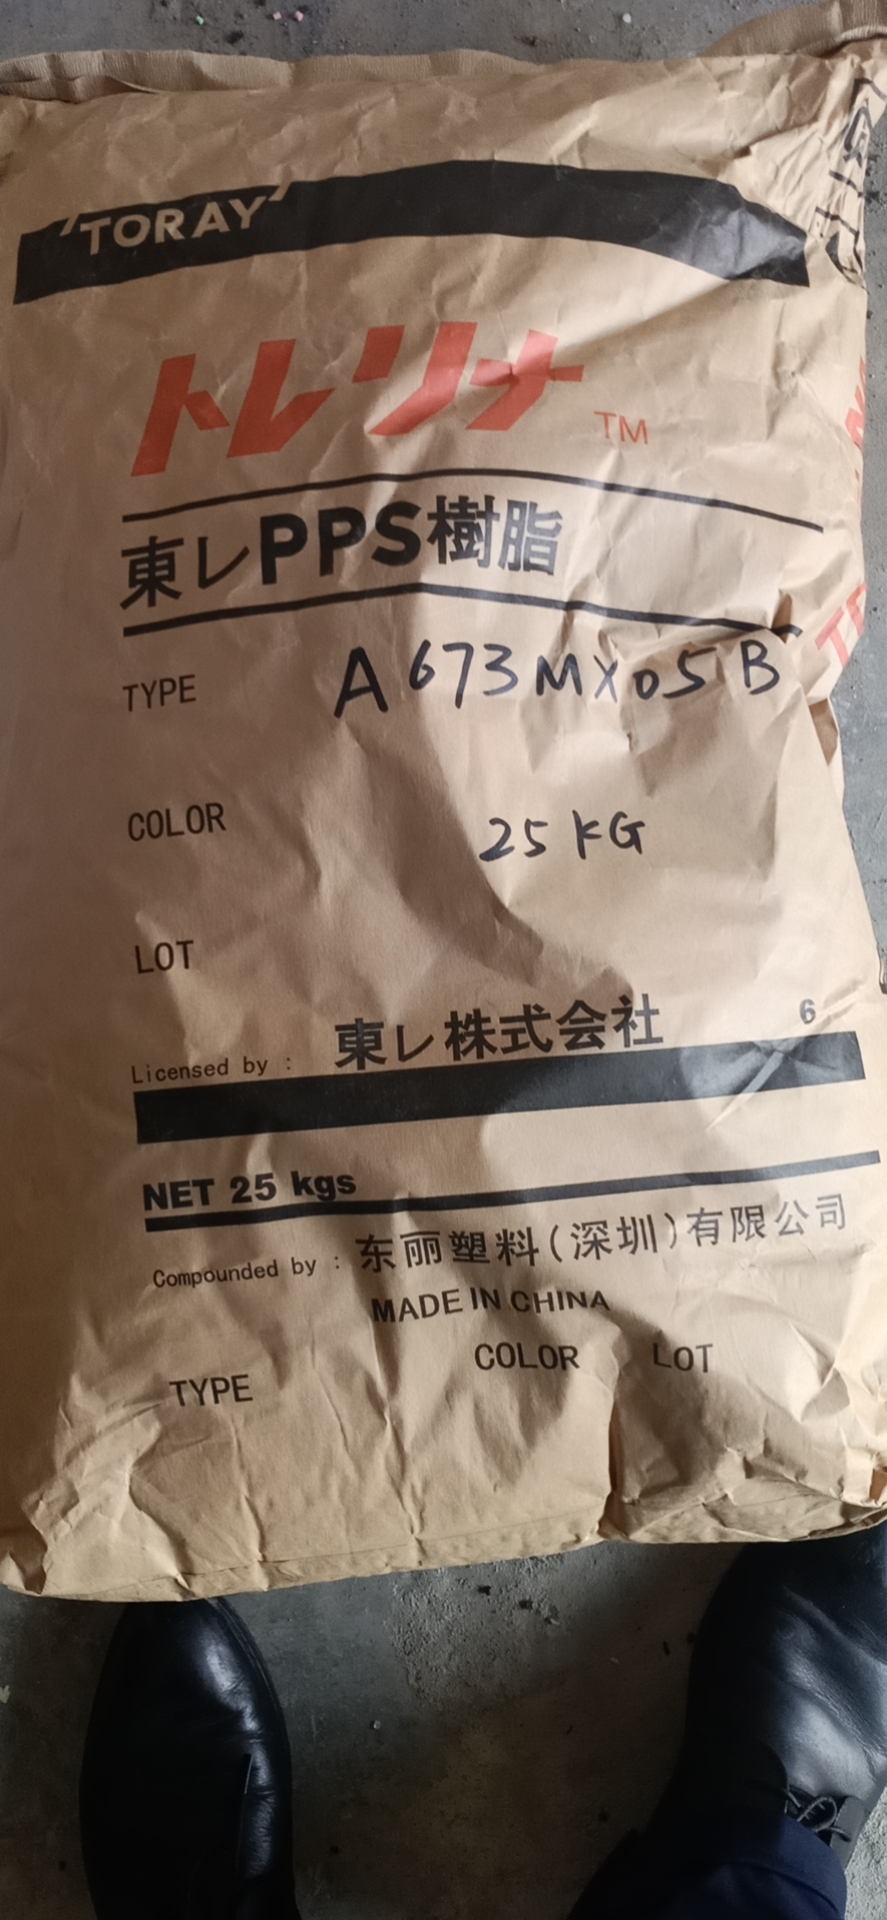 TORAY
トレリナ TM
東レPPS樹脂
TYPE A673MX05B
COLOR 25KG
LOT
Licensed by : 東レ株式会社 6
NET 25 kgs
Compounded by : 东丽塑料(深圳)有限公司
MADE IN CHINA
TYPE COLOR LOT